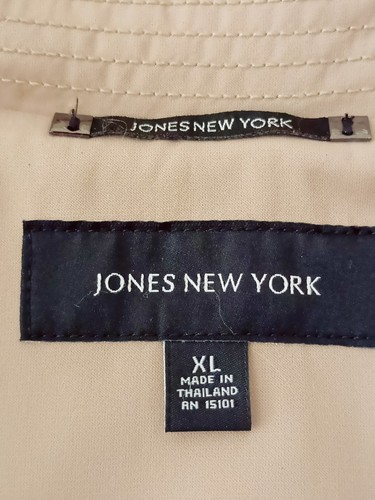 JONES NEW YORK
JONES NEW YORK
XL
MADE IN
THAILAND
RN 15101